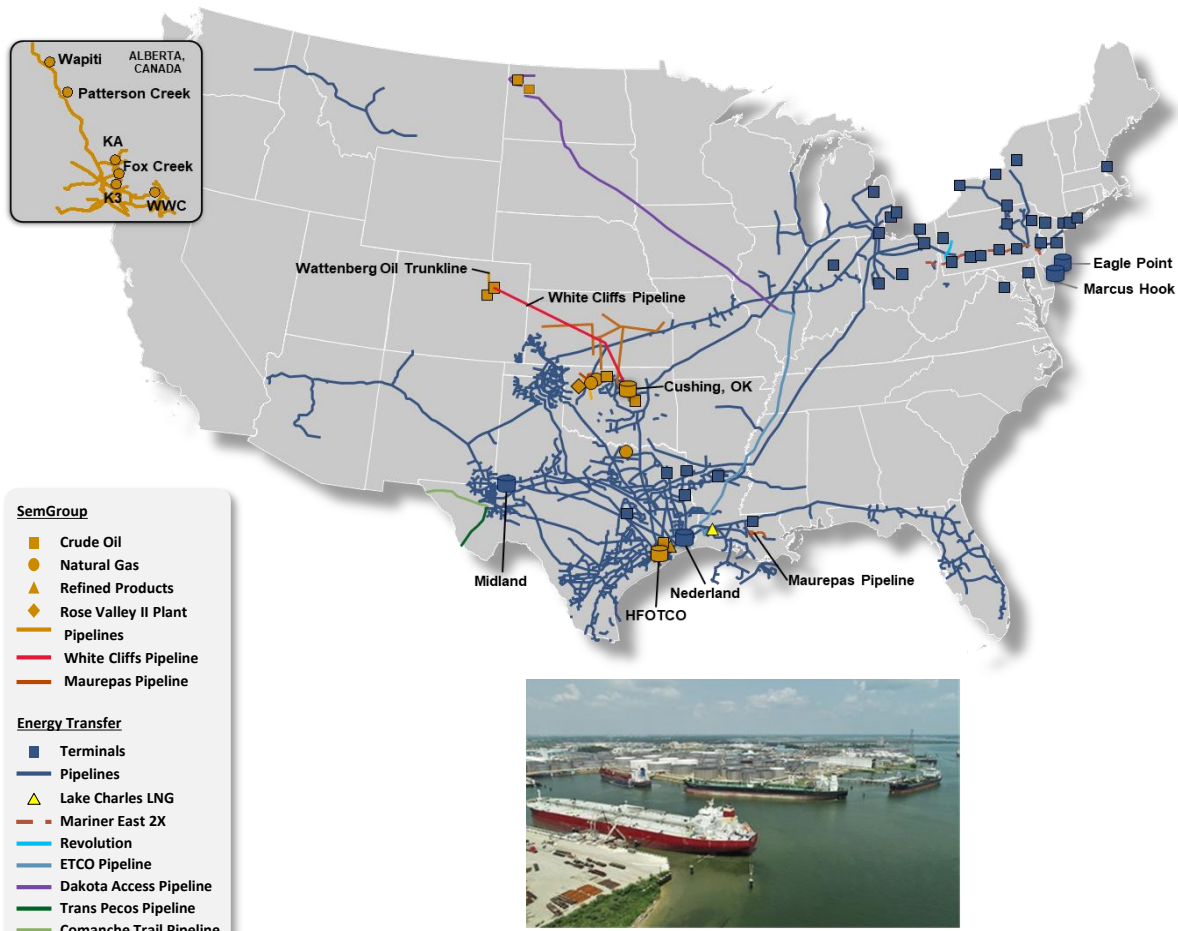 ALBERTA,
CANADA
Wapiti
Patterson Creek
KA
Fox Creek
K3
WWC
Wattenberg Oil Trunkline
White Cliffs Pipeline
Eagle Point
Marcus Hook
Cushing, OK
Midland
Nederland
HFOTCO
Maurepas Pipeline
SemGroup
Crude Oil
Natural Gas
Refined Products
Rose Valley II Plant
Pipelines
White Cliffs Pipeline
Maurepas Pipeline
Energy Transfer
Terminals
Pipelines
Lake Charles LNG
Mariner East 2X
Revolution
ETCO Pipeline
Dakota Access Pipeline
Trans Pecos Pipeline
Comanche Trail Pipeline